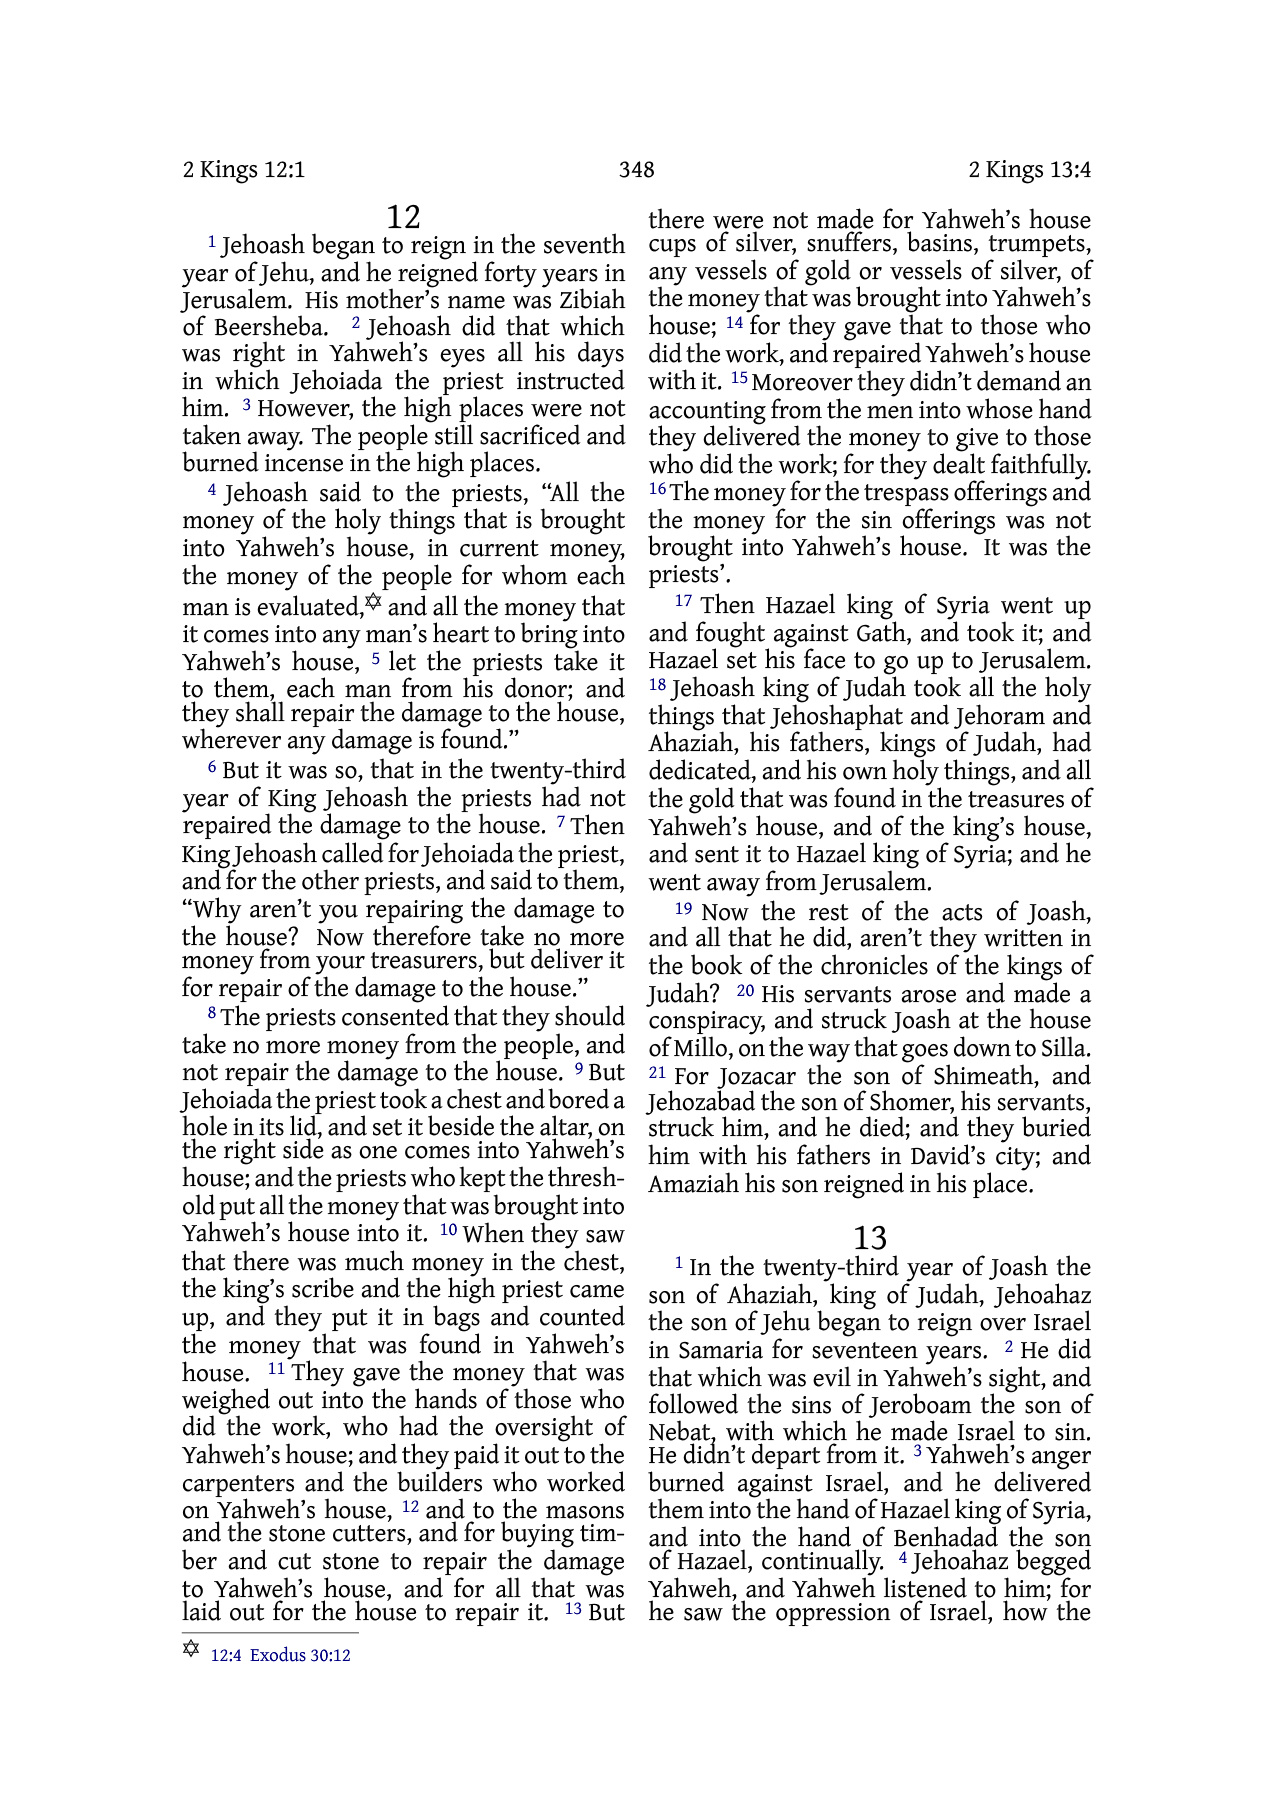 2 Kings 12:1
348
2 Kings 13:4
12
1 Jehoash began to reign in the seventh
year of Jehu, and he reigned forty years in
Jerusalem. His mother’s name was Zibiah
of Beersheba. 2 Jehoash did that which
was right in Yahweh’s eyes all his days
in which Jehoiada the priest instructed
him. 3 However, the high places were not
taken away. The people still sacrificed and
burned incense in the high places.
4 Jehoash said to the priests, “All the
money of the holy things that is brought
into Yahweh’s house, in current money,
the money of the people for whom each
man is evaluated,✡ and all the money that
it comes into any man’s heart to bring into
Yahweh’s house, 5 let the priests take it
to them, each man from his donor; and
they shall repair the damage to the house,
wherever any damage is found.”
6 But it was so, that in the twenty-third
year of King Jehoash the priests had not
repaired the damage to the house. 7 Then
King Jehoash called for Jehoiada the priest,
and for the other priests, and said to them,
“Why aren’t you repairing the damage to
the house? Now therefore take no more
money from your treasurers, but deliver it
for repair of the damage to the house.”
8 The priests consented that they should
take no more money from the people, and
not repair the damage to the house. 9 But
Jehoiada the priest took a chest and bored a
hole in its lid, and set it beside the altar, on
the right side as one comes into Yahweh’s
house; and the priests who kept the thresh-
old put all the money that was brought into
Yahweh’s house into it. 10 When they saw
that there was much money in the chest,
the king’s scribe and the high priest came
up, and they put it in bags and counted
the money that was found in Yahweh’s
house. 11 They gave the money that was
weighed out into the hands of those who
did the work, who had the oversight of
Yahweh’s house; and they paid it out to the
carpenters and the builders who worked
on Yahweh’s house, 12 and to the masons
and the stone cutters, and for buying tim-
ber and cut stone to repair the damage
to Yahweh’s house, and for all that was
laid out for the house to repair it. 13 But
✡ 12:4 Exodus 30:12
there were not made for Yahweh’s house
cups of silver, snuffers, basins, trumpets,
any vessels of gold or vessels of silver, of
the money that was brought into Yahweh’s
house; 14 for they gave that to those who
did the work, and repaired Yahweh’s house
with it. 15 Moreover they didn’t demand an
accounting from the men into whose hand
they delivered the money to give to those
who did the work; for they dealt faithfully.
16 The money for the trespass offerings and
the money for the sin offerings was not
brought into Yahweh’s house. It was the
priests’.
17 Then Hazael king of Syria went up
and fought against Gath, and took it; and
Hazael set his face to go up to Jerusalem.
18 Jehoash king of Judah took all the holy
things that Jehoshaphat and Jehoram and
Ahaziah, his fathers, kings of Judah, had
dedicated, and his own holy things, and all
the gold that was found in the treasures of
Yahweh’s house, and of the king’s house,
and sent it to Hazael king of Syria; and he
went away from Jerusalem.
19 Now the rest of the acts of Joash,
and all that he did, aren’t they written in
the book of the chronicles of the kings of
Judah? 20 His servants arose and made a
conspiracy, and struck Joash at the house
of Millo, on the way that goes down to Silla.
21 For Jozacar the son of Shimeath, and
Jehozabad the son of Shomer, his servants,
struck him, and he died; and they buried
him with his fathers in David’s city; and
Amaziah his son reigned in his place.
13
1 In the twenty-third year of Joash the
son of Ahaziah, king of Judah, Jehoahaz
the son of Jehu began to reign over Israel
in Samaria for seventeen years. 2 He did
that which was evil in Yahweh’s sight, and
followed the sins of Jeroboam the son of
Nebat, with which he made Israel to sin.
He didn’t depart from it. 3 Yahweh’s anger
burned against Israel, and he delivered
them into the hand of Hazael king of Syria,
and into the hand of Benhadad the son
of Hazael, continually. 4 Jehoahaz begged
Yahweh, and Yahweh listened to him; for
he saw the oppression of Israel, how the